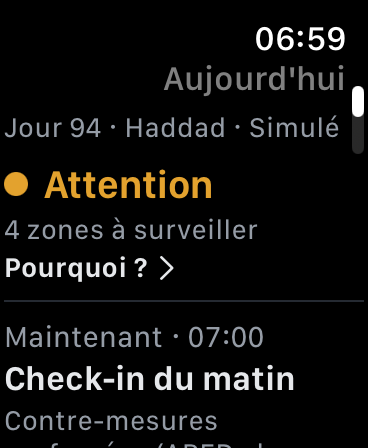 06:59
Aujourd'hui
Jour 94 · Haddad · Simulé
Attention
4 zones à surveiller
Pourquoi ? >
Maintenant · 07:00
Check-in du matin
Contre-mesures